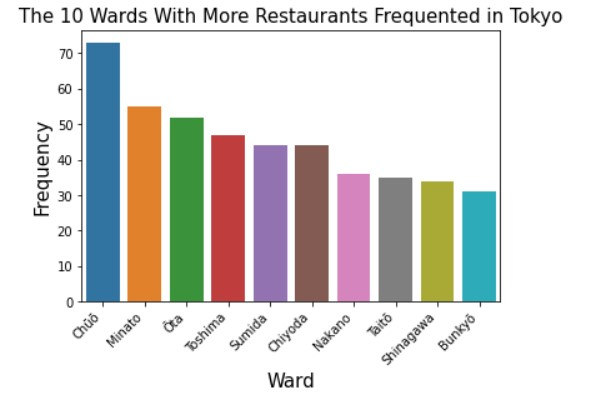 The 10 Wards With More Restaurants Frequented in Tokyo
70
60
50
40
30
20
10
0
Frequency
Chūō
Minato
Ōta
Toshima
Sumida
Chiyoda
Nakano
Taitō
Shinagawa
Bunkyō
Ward